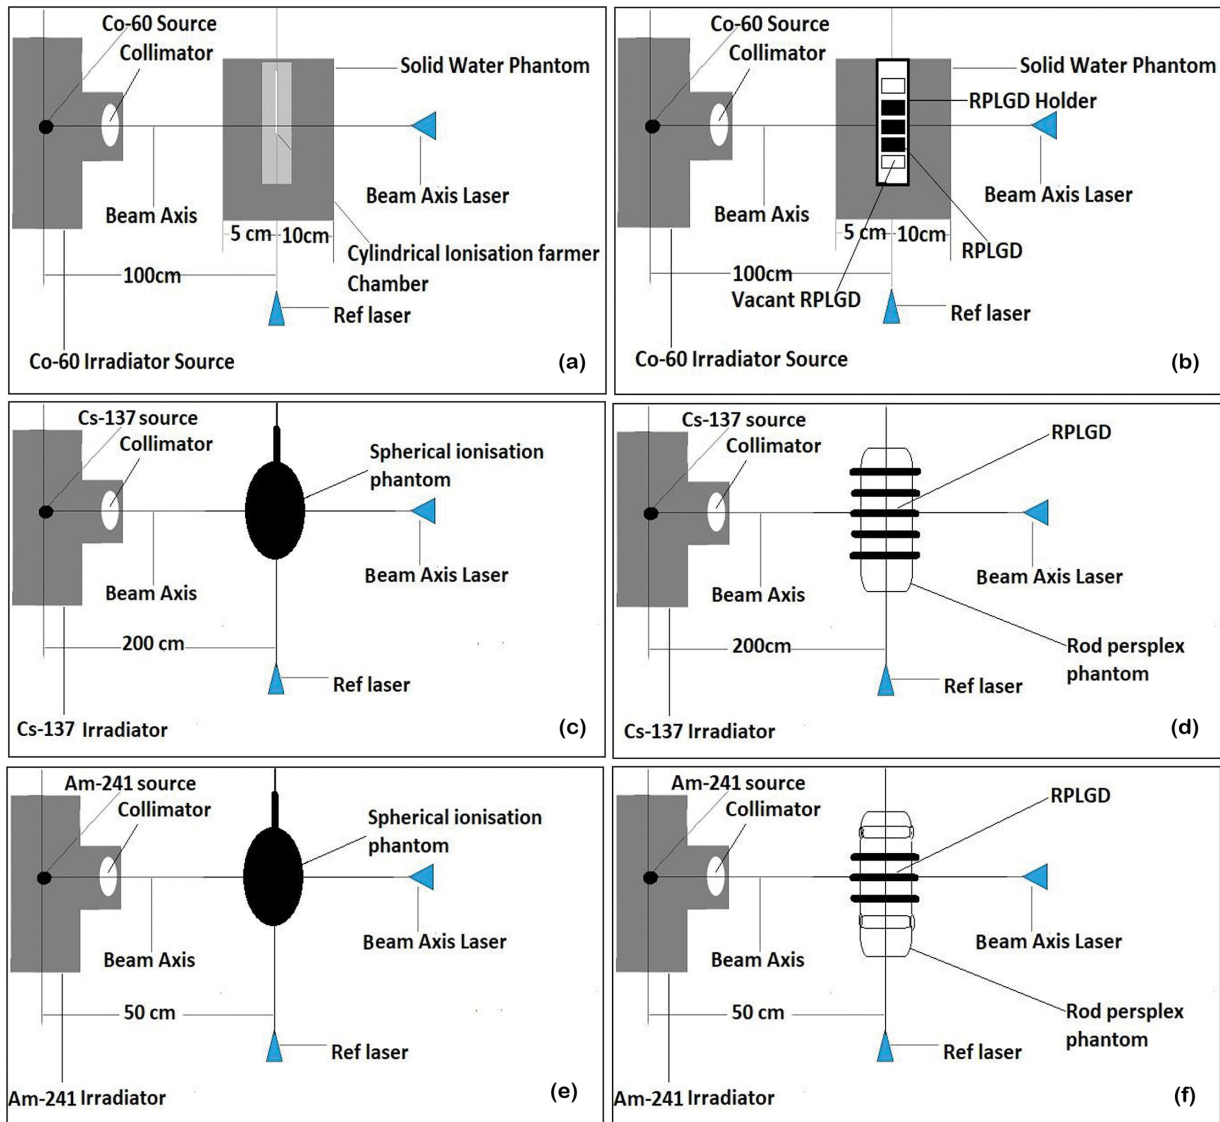 Co-60 Source
Collimator
Solid Water Phantom
Beam Axis Laser
Beam Axis
5 cm
10cm
Cylindrical Ionisation farmer
Chamber
100cm
Ref laser
Co-60 Irradiator Source
(a)
Co-60 Source
Collimator
Solid Water Phantom
RPLGD Holder
Beam Axis Laser
Beam Axis
5 cm
10cm
RPLGD
100cm
Vacant RPLGD
Ref laser
Co-60 Irradiator Source
(b)
Cs-137 source
Collimator
Spherical ionisation
phantom
Beam Axis Laser
Beam Axis
200 cm
Ref laser
Cs-137 Irradiator
(c)
Cs-137 source
Collimator
RPLGD
Beam Axis Laser
Beam Axis
200cm
Rod persplex
phantom
Ref laser
Cs-137 Irradiator
(d)
Am-241 source
Collimator
Spherical ionisation
phantom
Beam Axis Laser
Beam Axis
50 cm
Ref laser
Am-241 Irradiator
(e)
Am-241 source
Collimator
RPLGD
Beam Axis Laser
Beam Axis
50 cm
Rod persplex
phantom
Ref laser
Am-241 Irradiator
(f)